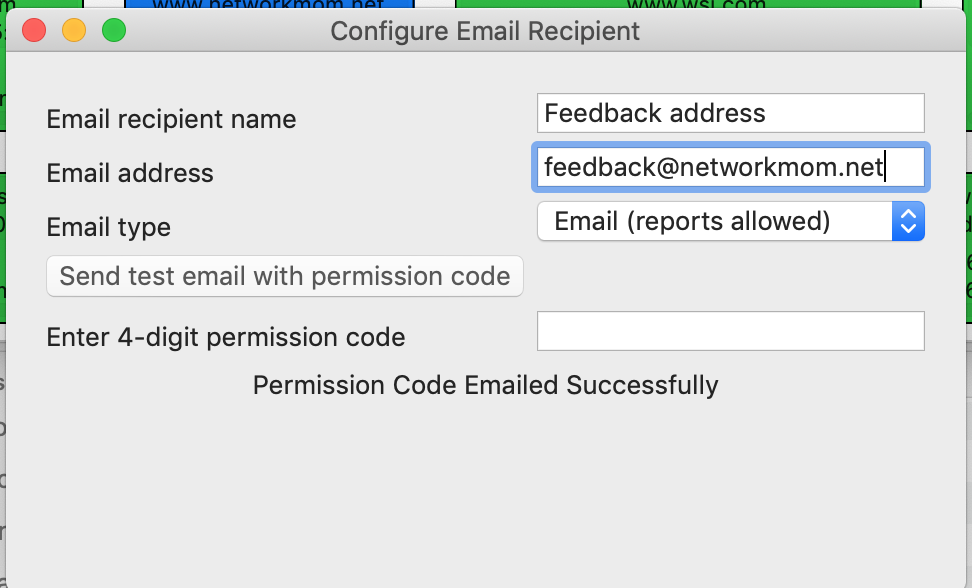 www.networkmom.net www.wsj.com
Configure Email Recipient
Email recipient name Feedback address
Email address feedback@networkmom.net
Email type Email (reports allowed)
Send test email with permission code
Enter 4-digit permission code
Permission Code Emailed Successfully